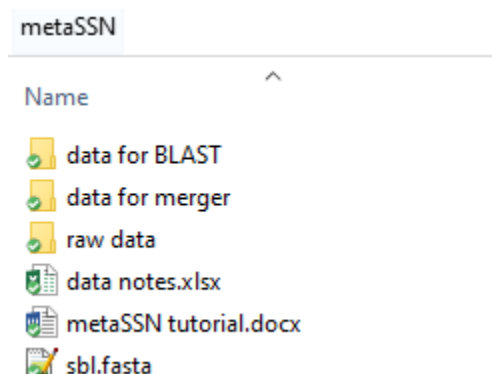 metaSSN
Name
data for BLAST
data for merger
raw data
data notes.xlsx
metaSSN tutorial.docx
sbl.fasta